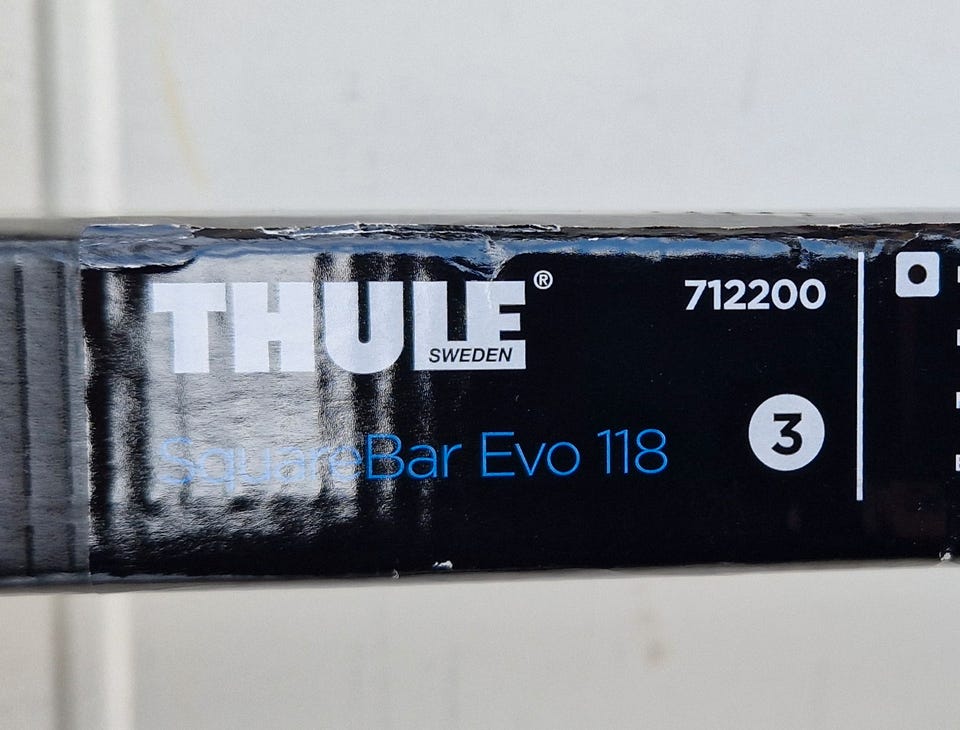 THULE®
SWEDEN
712200
SquareBar Evo 118
3